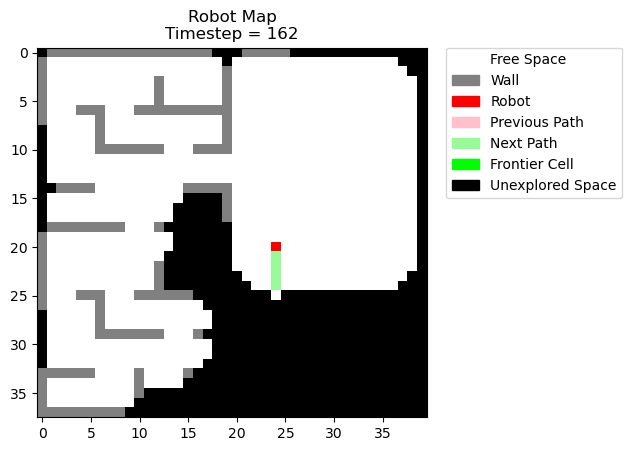 Robot Map
Timestep = 162
0
5
10
15
20
25
30
35
0
5
10
15
20
25
30
35
Free Space
Wall
Robot
Previous Path
Next Path
Frontier Cell
Unexplored Space